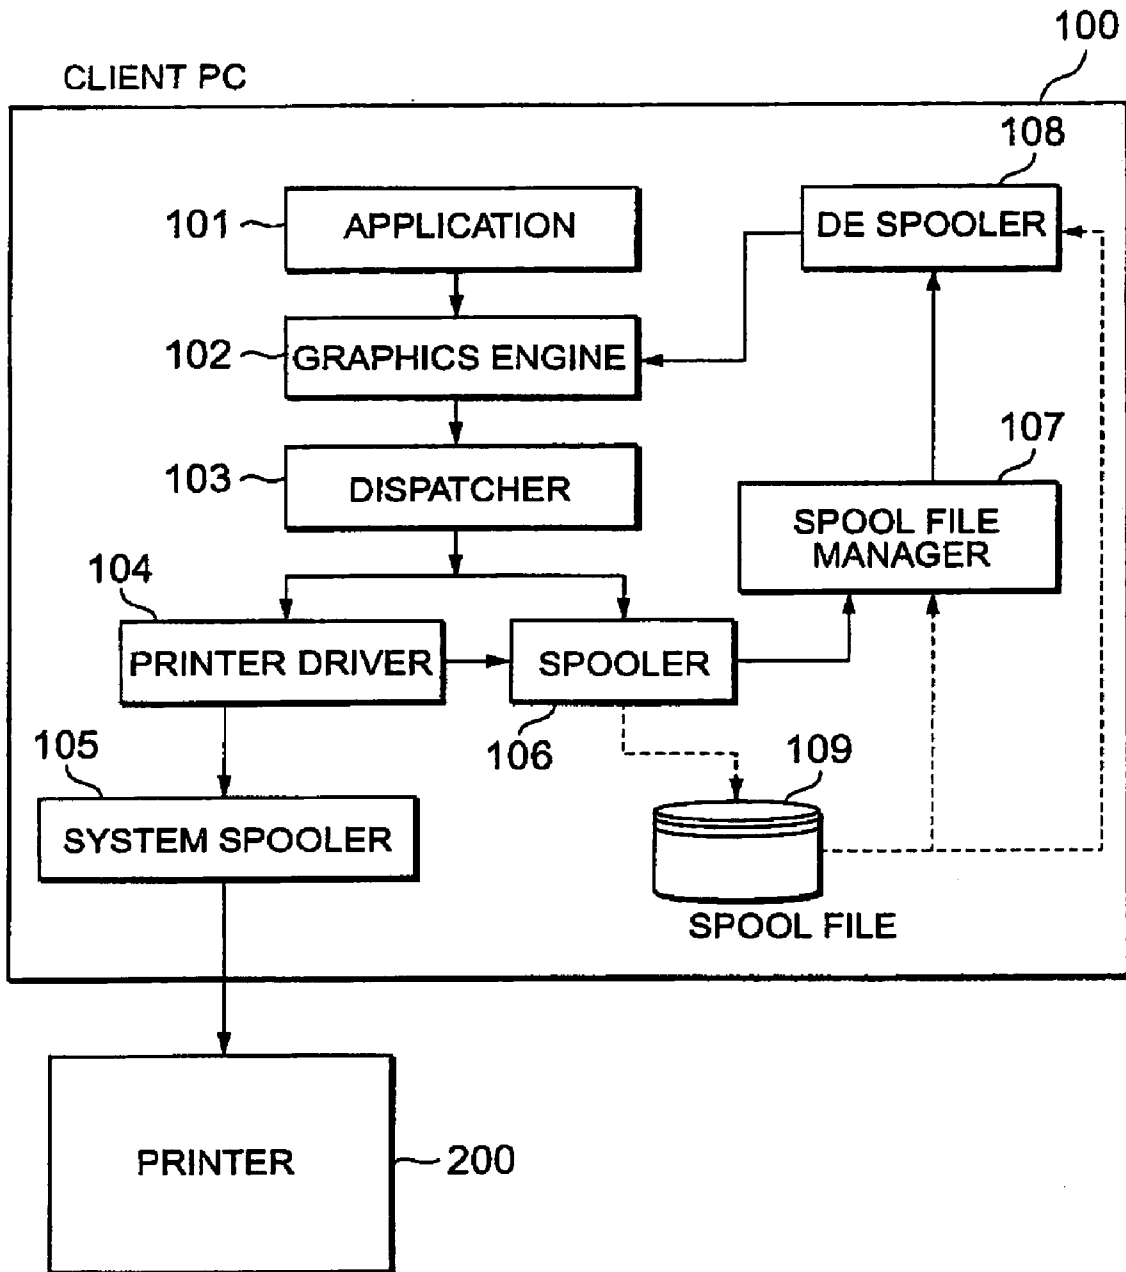 100
CLIENT PC
108
101
APPLICATION
DE SPOOLER
102
GRAPHICS ENGINE
107
103
DISPATCHER
SPOOL FILE
MANAGER
104
PRINTER DRIVER
SPOOLER
106
105
109
SYSTEM SPOOLER
SPOOL FILE
PRINTER
200